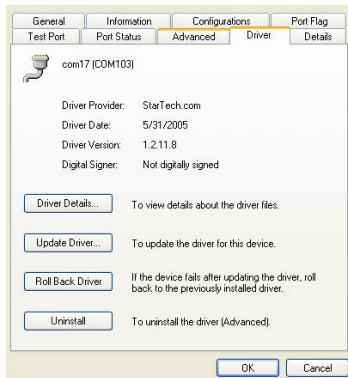 General Information Configurations Port Flag
Test Port Port Status Advanced Driver Details
com17 (COM103)
Driver Provider: StarTech.com
Driver Date: 5/31/2005
Driver Version: 1.2.11.8
Digital Signer: Not digitally signed
Driver Details... To view details about the driver files.
Update Driver... To update the driver for this device.
Roll Back Driver If the device fails after updating the driver, roll
back to the previously installed driver.
Uninstall To uninstall the driver (Advanced).
OK Cancel